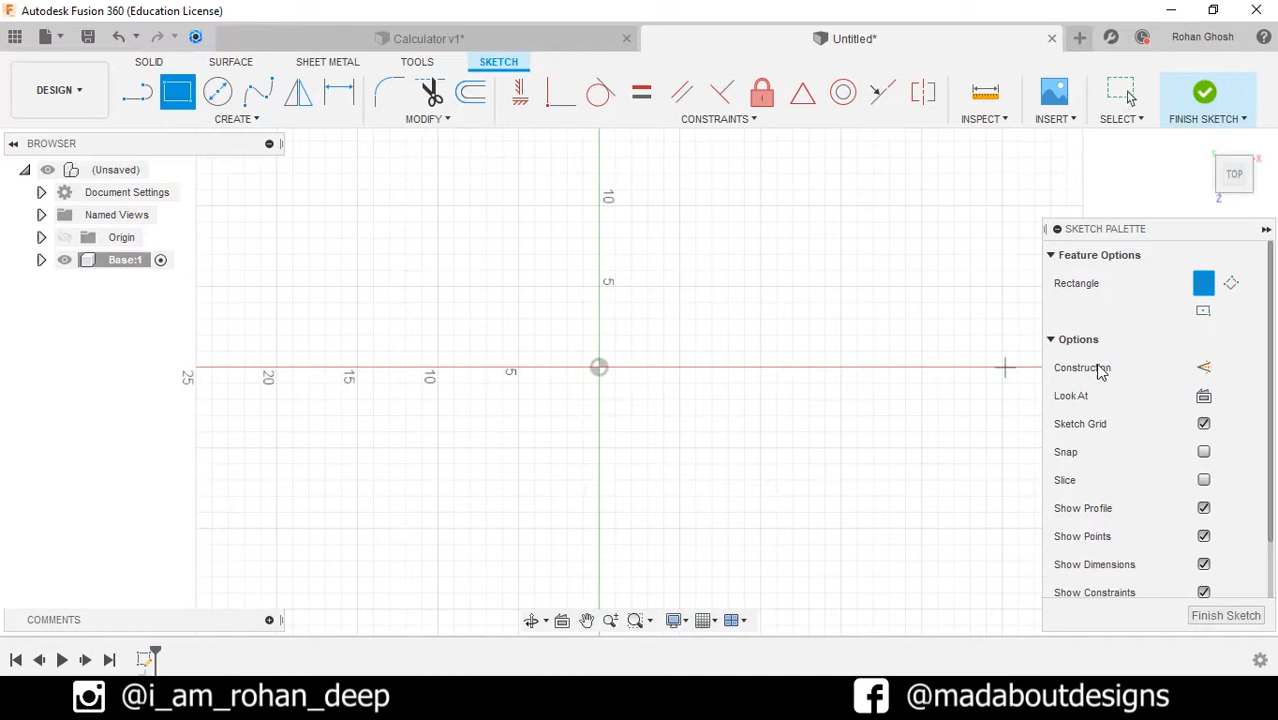 Autodesk Fusion 360 (Education License)
Calculator v1*
Untitled*
Rohan Ghosh
DESIGN
SOLID
SURFACE
SHEET METAL
TOOLS
SKETCH
CREATE
MODIFY
CONSTRAINTS
INSPECT
INSERT
SELECT
FINISH SKETCH
BROWSER
(Unsaved)
Document Settings
Named Views
Origin
Base:1
10
5
25
20
15
10
5
TOP
X
Y
Z
SKETCH PALETTE
Feature Options
Rectangle
Options
Construction
Look At
Sketch Grid
Snap
Slice
Show Profile
Show Points
Show Dimensions
Show Constraints
Finish Sketch
COMMENTS
@i_am_rohan_deep
@madaboutdesigns